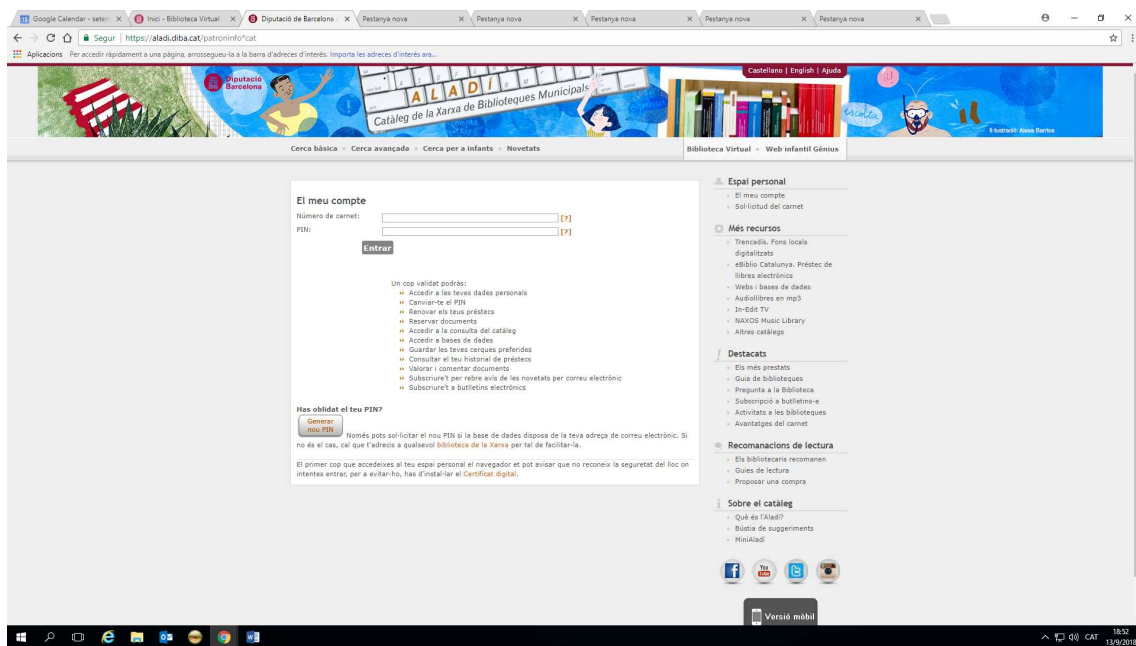 Google Calendar - setem
Inici - Biblioteca Virtual
Diputació de Barcelona /
Pestanya nova
Pestanya nova
Pestanya nova
Pestanya nova
Pestanya nova
Segur | https://aladi.diba.cat/patroninfo*cat
Aplicacions Per accedir ràpidament a una pàgina, arrossegueu-la a la barra d'adreces d'interès. Importa les adreces d'interès ara...
Diputació
Barcelona
ALADÍ
Catàleg de la Xarxa de Biblioteques Municipals
Castellano | English | Ajuda
escolta
Il·lustració: Alexa Barrios
Cerca bàsica Cerca avançada Cerca per a infants Novetats
Biblioteca Virtual Web infantil Gènius
El meu compte
Número de carnet: [?]
PIN: [?]
Entrar
Un cop validat podràs:
Accedir a les teves dades personals
Canviar-te el PIN
Renovar els teus préstecs
Reservar documents
Accedir a la consulta del catàleg
Accedir a bases de dades
Guardar les teves cerques preferides
Consultar el teu historial de préstecs
Valorar i comentar documents
Subscriure't per rebre avís de les novetats per correu electrònic
Subscriure't a butlletins electrònics
Has oblidat el teu PIN?
Generar
nou PIN
Només pots sol·licitar el nou PIN si la base de dades disposa de la teva adreça de correu electrònic. Si
no és el cas, cal que t'adrecis a qualsevol biblioteca de la Xarxa per tal de facilitar-la.
El primer cop que accedeixes al teu espai personal el navegador et pot avisar que no reconeix la seguretat del lloc on
intentes entrar, per a evitar-ho, has d'instal·lar el Certificat digital.
Espai personal
El meu compte
Sol·licitud del carnet
Més recursos
Trencadís. Fons locals
digitalitzats
eBiblio Catalunya. Préstec de
llibres electrònics
Webs i bases de dades
Audiollibres en mp3
In-Edit TV
NAXOS Music Library
Altres catàlegs
Destacats
Els més prestats
Guia de biblioteques
Pregunta a la Biblioteca
Subscripció a butlletins-e
Activitats a les biblioteques
Avantatges del carnet
Recomanacions de lectura
Els bibliotecaris recomanen
Guies de lectura
Proposar una compra
Sobre el catàleg
Què és l'Aladí?
Bústia de suggeriments
MiniAladí
You
Tube
Versió mòbil
CAT
18:52
13/9/2018